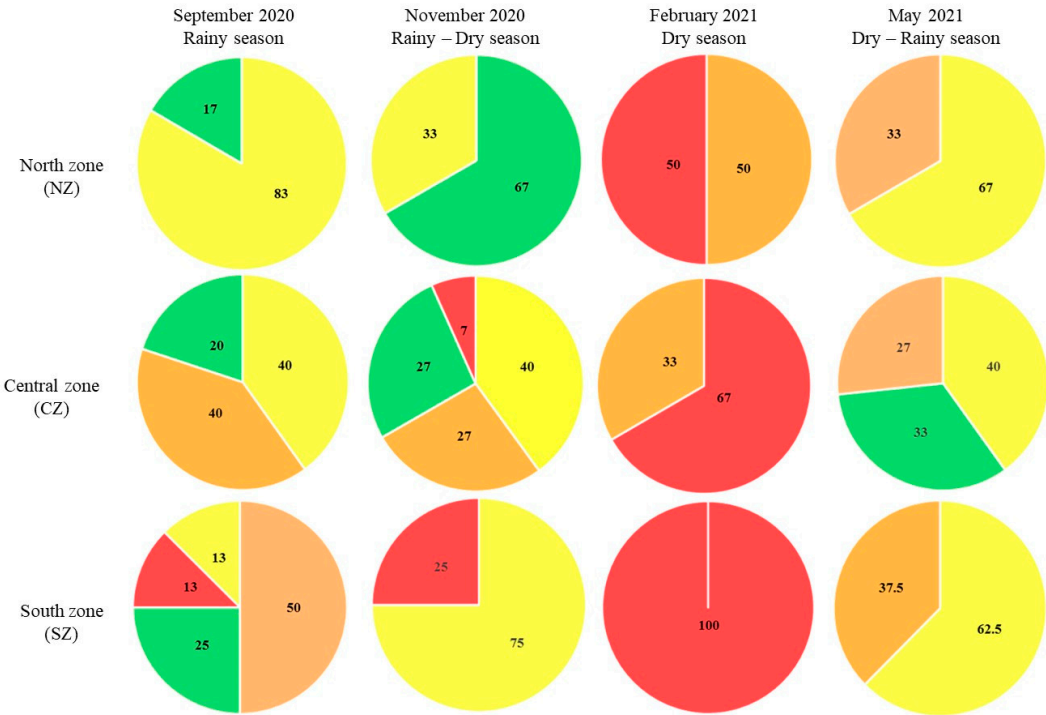 September 2020
Rainy season
November 2020
Rainy – Dry season
February 2021
Dry season
May 2021
Dry – Rainy season
North zone
(NZ)
17
83
33
67
50
50
33
67
Central zone
(CZ)
20
40
40
7
27
40
27
33
67
27
40
33
South zone
(SZ)
13
13
50
25
25
75
100
37.5
62.5